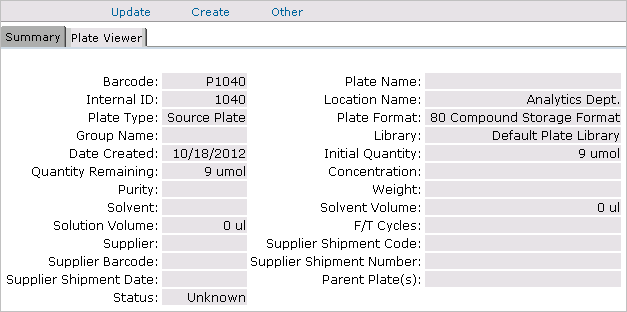 Update Create Other
Summary Plate Viewer
Barcode: P1040 Plate Name:
Internal ID: 1040 Location Name: Analytics Dept.
Plate Type: Source Plate Plate Format: 80 Compound Storage Format
Group Name: Library: Default Plate Library
Date Created: 10/18/2012 Initial Quantity: 9 umol
Quantity Remaining: 9 umol Concentration:
Purity: Weight:
Solvent: Solvent Volume: 0 ul
Solution Volume: 0 ul F/T Cycles:
Supplier: Supplier Shipment Code:
Supplier Barcode: Supplier Shipment Number:
Supplier Shipment Date: Parent Plate(s):
Status: Unknown